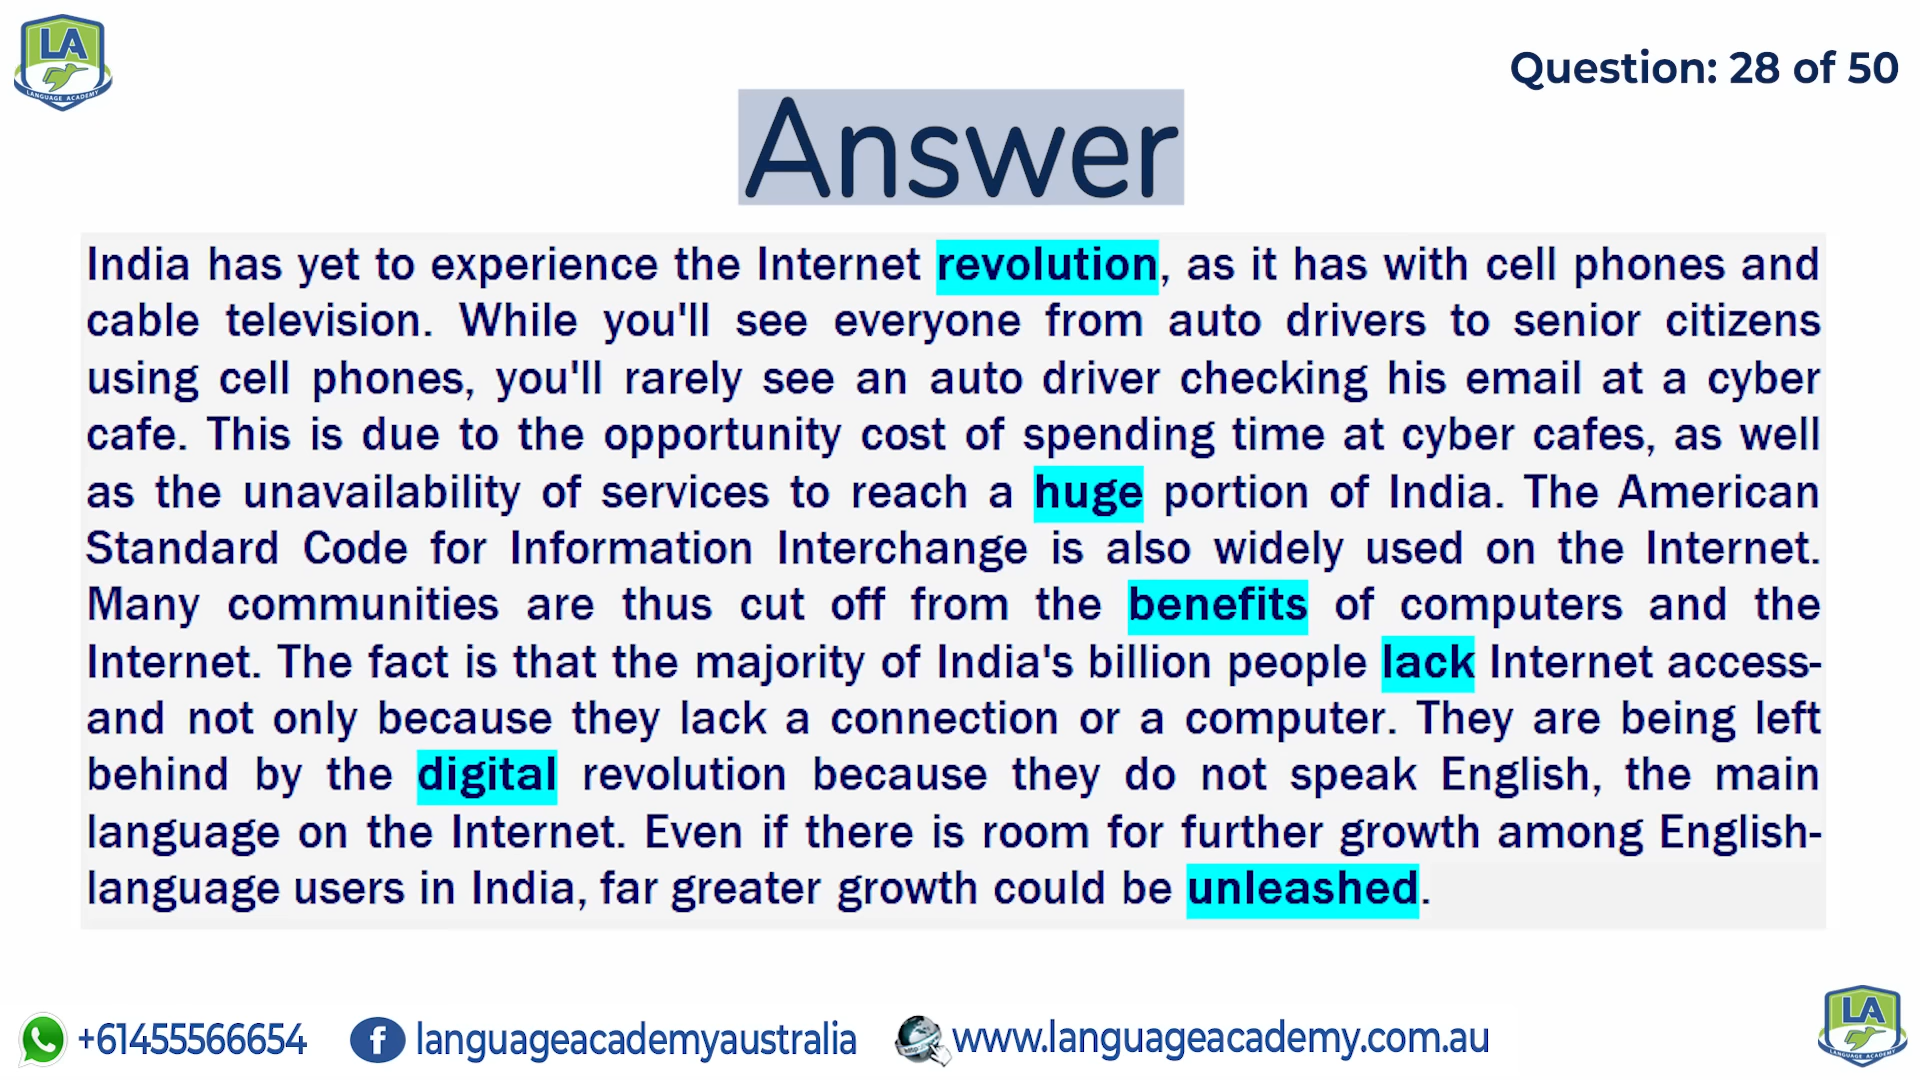 LA
LANGUAGE ACADEMY
Question: 28 of 50
Answer
India has yet to experience the Internet revolution, as it has with cell phones and
cable television. While you'll see everyone from auto drivers to senior citizens
using cell phones, you'll rarely see an auto driver checking his email at a cyber
cafe. This is due to the opportunity cost of spending time at cyber cafes, as well
as the unavailability of services to reach a huge portion of India. The American
Standard Code for Information Interchange is also widely used on the Internet.
Many communities are thus cut off from the benefits of computers and the
Internet. The fact is that the majority of India's billion people lack Internet access-
and not only because they lack a connection or a computer. They are being left
behind by the digital revolution because they do not speak English, the main
language on the Internet. Even if there is room for further growth among English-
language users in India, far greater growth could be unleashed.
+61455566654 languageacademyaustralia www.languageacademy.com.au
LA
LANGUAGE ACADEMY